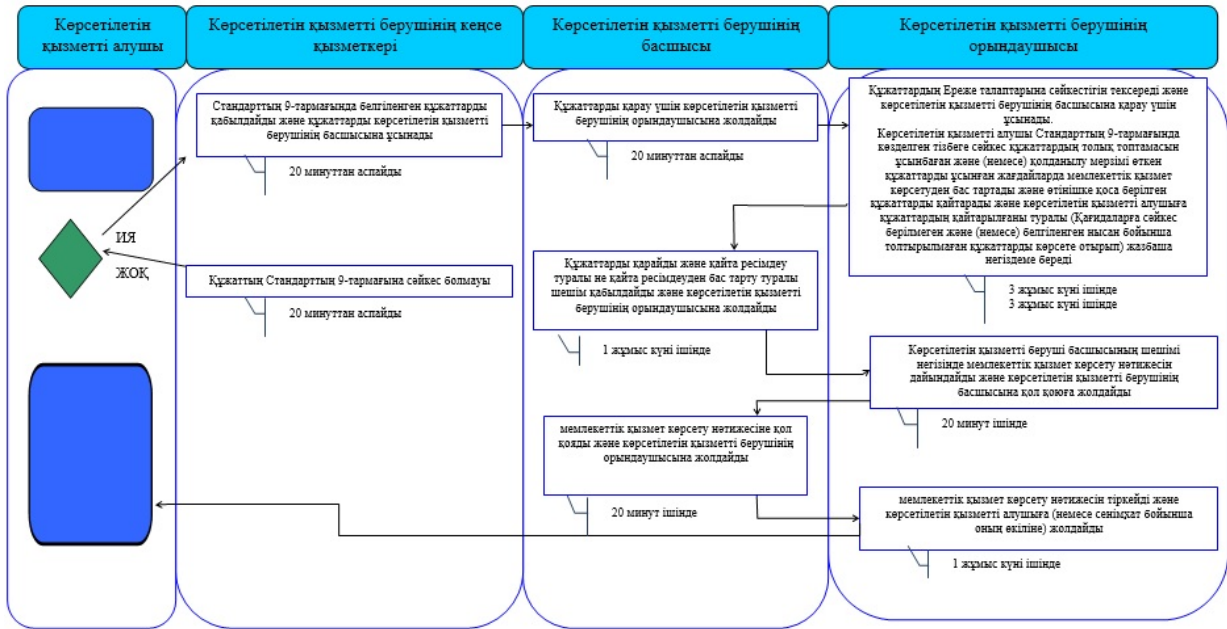 Көрсетілетін
қызметті алушы
Көрсетілетін қызметті берушінің кеңсе
қызметкері
Көрсетілетін қызметті берушінің
басшысы
Көрсетілетін қызметті берушінің
орындаушысы
Стандарттың 9-тармағында белгіленген құжаттарды
қабылдайды және құжаттарды көрсетілетін қызметті
берушінің басшысына ұсынады
20 минуттан аспайды
Құжаттарды қарау үшін көрсетілетін қызметті
берушінің орындаушысына жолдайды
20 минуттан аспайды
Құжаттардың Ереже талаптарына сәйкестігін тексереді және
көрсетілетін қызметті берушінің басшысына қарау үшін
ұсынады.
Көрсетілетін қызметті алушы Стандарттың 9-тармағында
көзделген тізбеге сәйкес құжаттардың толық топтамасын
ұсынбаған және (немесе) қолданылу мерзімі өткен
құжаттарды ұсынған жағдайларда мемлекеттік қызмет
көрсетуден бас тартады және өтінішке қоса берілген
құжаттарды қайтарады және көрсетілетін қызметті алушыға
құжаттардың қайтарылғаны туралы (Қағидаларға сәйкес
берілмеген және (немесе) белгіленген нысан бойынша
толтырылмаған құжаттарды көрсете отырып) жазбаша
негіздеме береді
3 жұмыс күні ішінде
3 жұмыс күні ішінде
ИЯ
ЖОҚ
Құжаттың Стандарттың 9-тармағына сәйкес болмауы
20 минуттан аспайды
Құжаттарды қарайды және қайта ресімдеу
туралы не қайта ресімдеуден бас тарту туралы
шешім қабылдайды және көрсетілетін қызметті
берушінің орындаушысына жолдайды
1 жұмыс күні ішінде
Көрсетілетін қызметті беруші басшысының шешімі
негізінде мемлекеттік қызмет көрсету нәтижесін
дайындайды және көрсетілетін қызметті берушінің
басшысына қол қоюға жолдайды
20 минут ішінде
мемлекеттік қызмет көрсету нәтижесіне қол
қояды және көрсетілетін қызметті берушінің
орындаушысына жолдайды
20 минут ішінде
мемлекеттік қызмет көрсету нәтижесін тіркейді және
көрсетілетін қызметті алушыға (немесе сенімхат бойынша
оның өкіліне) жолдайды
1 жұмыс күні ішінде